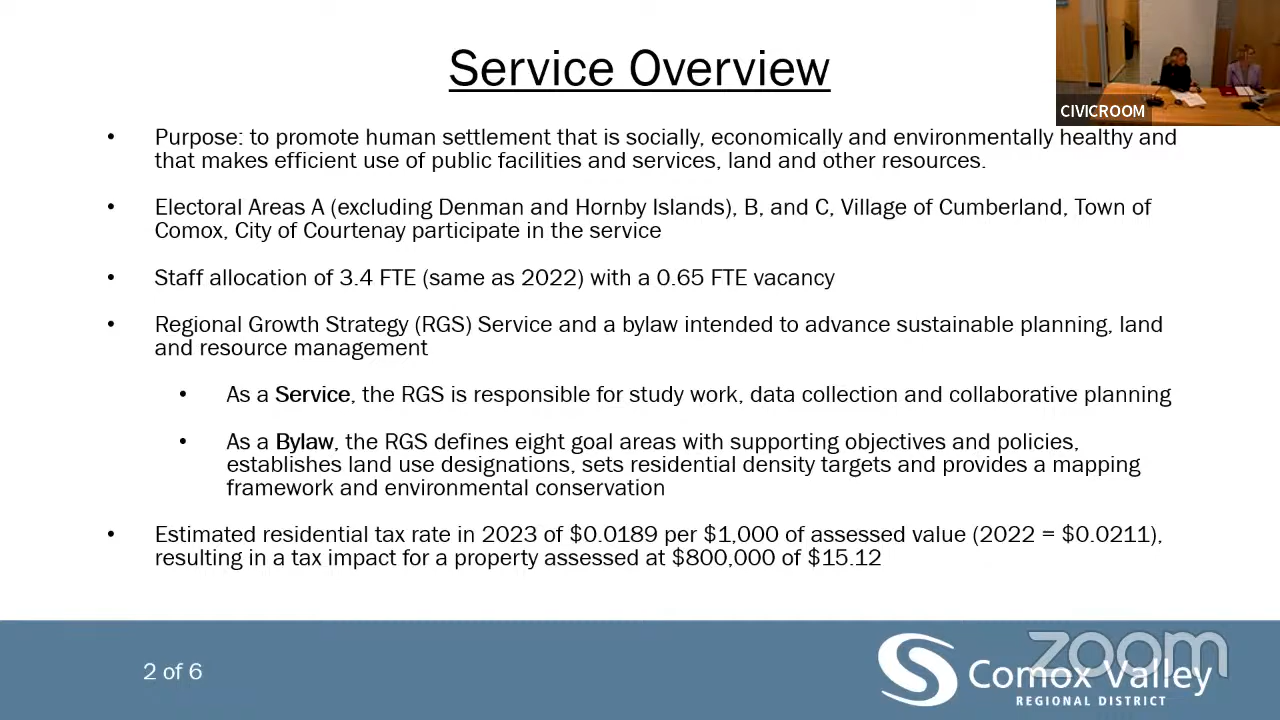 Service Overview
CIVICROOM
• Purpose: to promote human settlement that is socially, economically and environmentally healthy and
that makes efficient use of public facilities and services, land and other resources.
• Electoral Areas A (excluding Denman and Hornby Islands), B, and C, Village of Cumberland, Town of
Comox, City of Courtenay participate in the service
• Staff allocation of 3.4 FTE (same as 2022) with a 0.65 FTE vacancy
• Regional Growth Strategy (RGS) Service and a bylaw intended to advance sustainable planning, land
and resource management
• As a Service, the RGS is responsible for study work, data collection and collaborative planning
• As a Bylaw, the RGS defines eight goal areas with supporting objectives and policies,
establishes land use designations, sets residential density targets and provides a mapping
framework and environmental conservation
• Estimated residential tax rate in 2023 of $0.0189 per $1,000 of assessed value (2022 = $0.0211),
resulting in a tax impact for a property assessed at $800,000 of $15.12
2 of 6
zoom
Comox Valley
REGIONAL DISTRICT